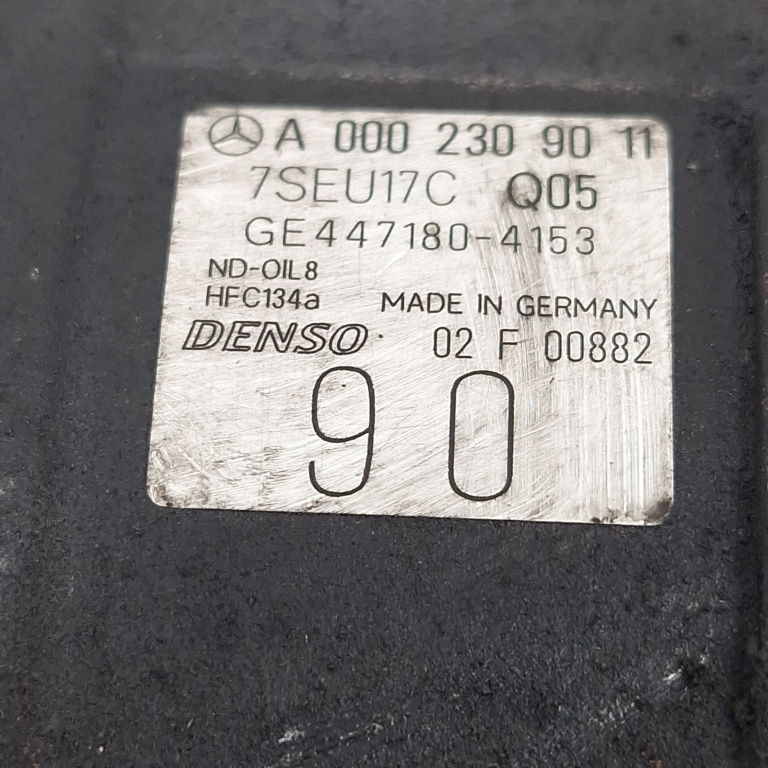 A 000 230 90 11
7SEU17C Q05
GE447180-4153
ND-OIL8
HFC134a MADE IN GERMANY
DENSO 02 F 00882
90